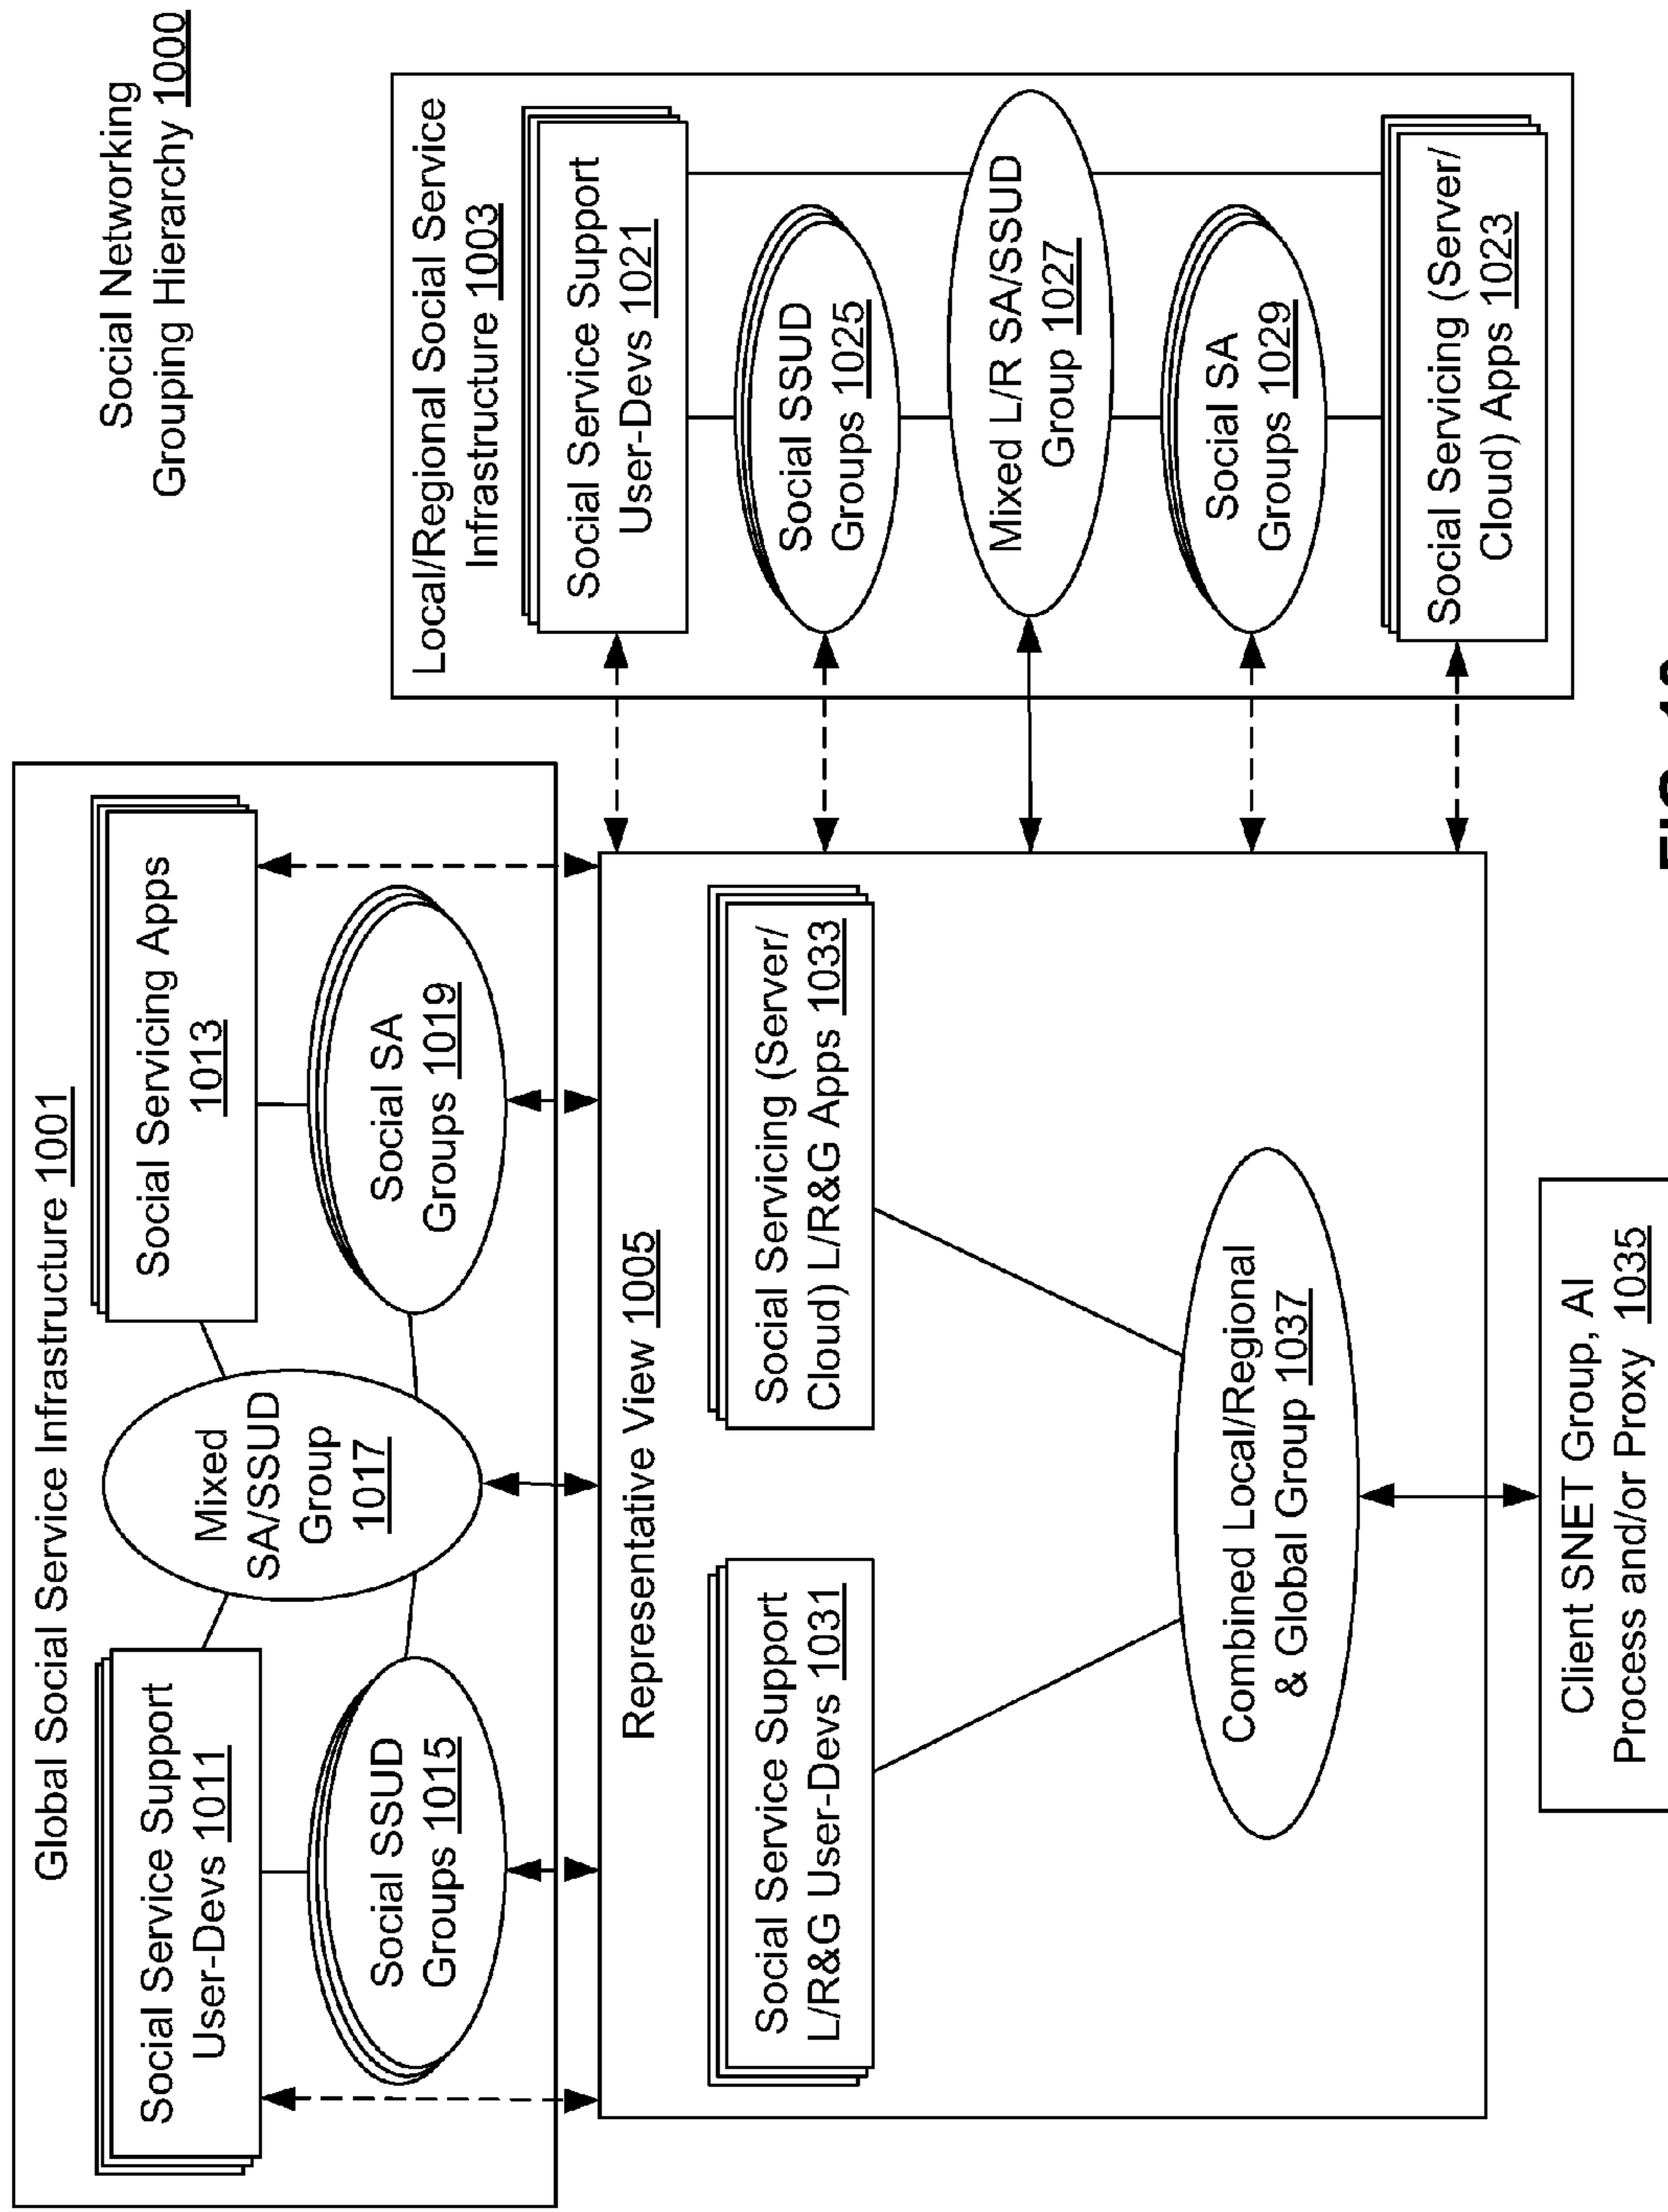 Social Networking
Grouping Hierarchy 1000
Global Social Service Infrastructure 1001
Social Service Support
User-Devs 1011
Mixed
SA/SSUD
Group
1017
Social Servicing Apps
1013
Social SSUD
Groups 1015
Social SA
Groups 1019
Local/Regional Social Service
Infrastructure 1003
Social Service Support
User-Devs 1021
Social SSUD
Groups 1025
Mixed L/R SA/SSUD
Group 1027
Social SA
Groups 1029
Social Servicing (Server/
Cloud) Apps 1023
Representative View 1005
Social Service Support
L/R&G User-Devs 1031
Social Servicing (Server/
Cloud) L/R&G Apps 1033
Combined Local/Regional
& Global Group 1037
Client SNET Group, AI
Process and/or Proxy 1035